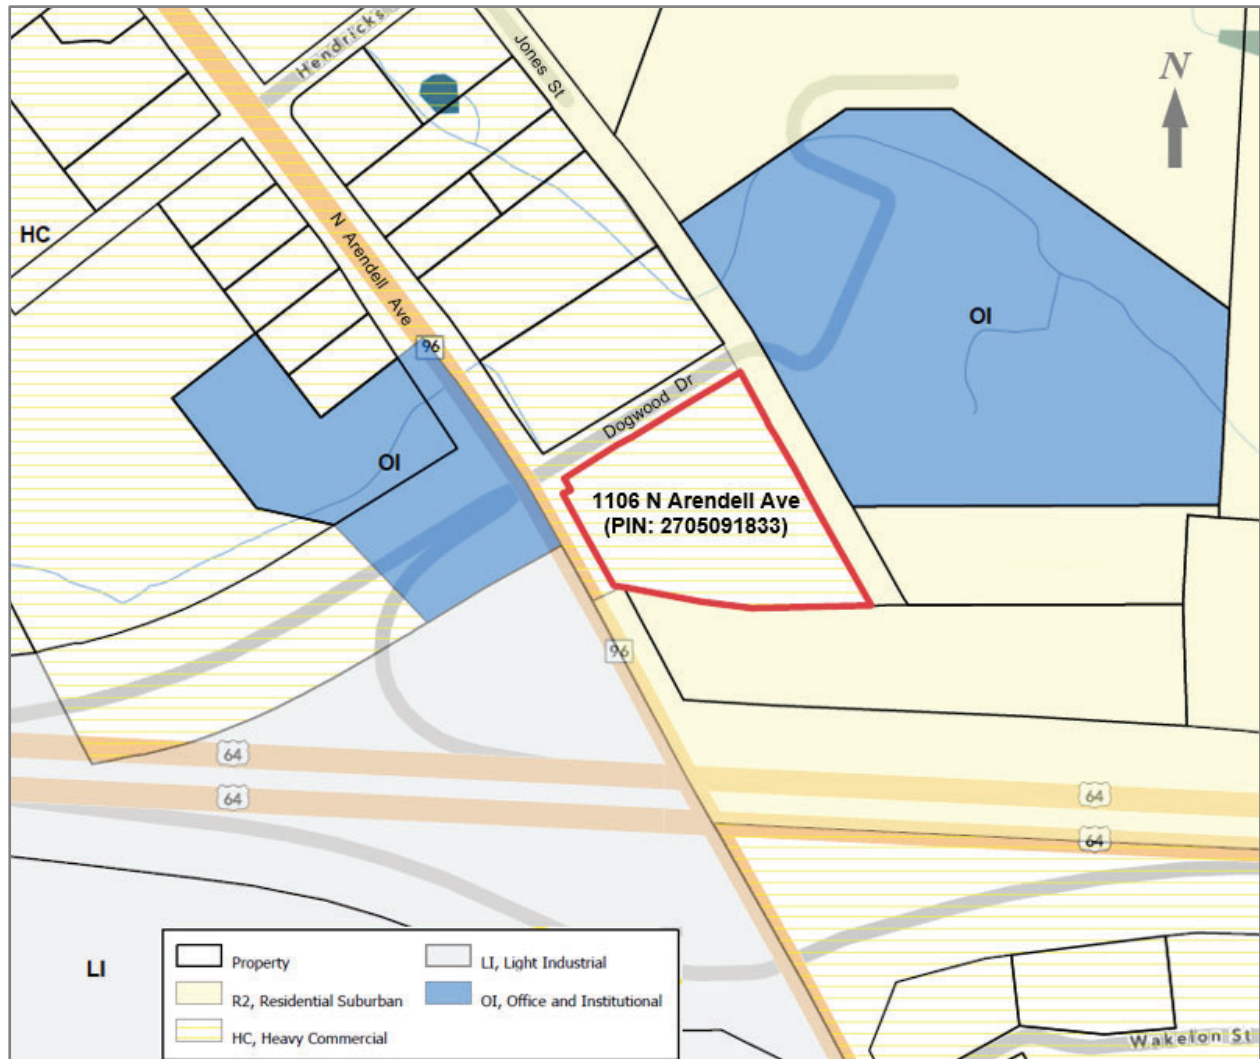 Hendricks
Jones St
N
HC
N Arendell Ave
96
OI
Dogwood Dr
OI
1106 N Arendell Ave
(PIN: 2705091833)
96
64
64
64
64
LI
Property
R2, Residential Suburban
HC, Heavy Commercial
LI, Light Industrial
OI, Office and Institutional
Wakelon St